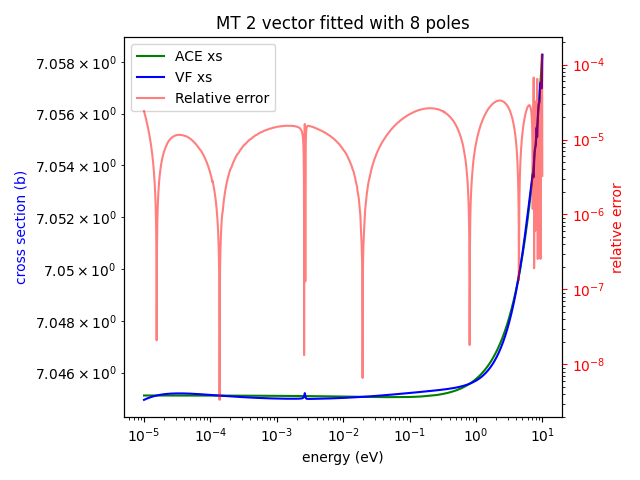 MT 2 vector fitted with 8 poles
ACE xs
VF xs
Relative error
cross section (b)
7.058 × 10⁰
7.056 × 10⁰
7.054 × 10⁰
7.052 × 10⁰
7.05 × 10⁰
7.048 × 10⁰
7.046 × 10⁰
10⁻⁴
10⁻⁵
10⁻⁶
10⁻⁷
10⁻⁸
relative error
10⁻⁵ 10⁻⁴ 10⁻³ 10⁻² 10⁻¹ 10⁰ 10¹
energy (eV)